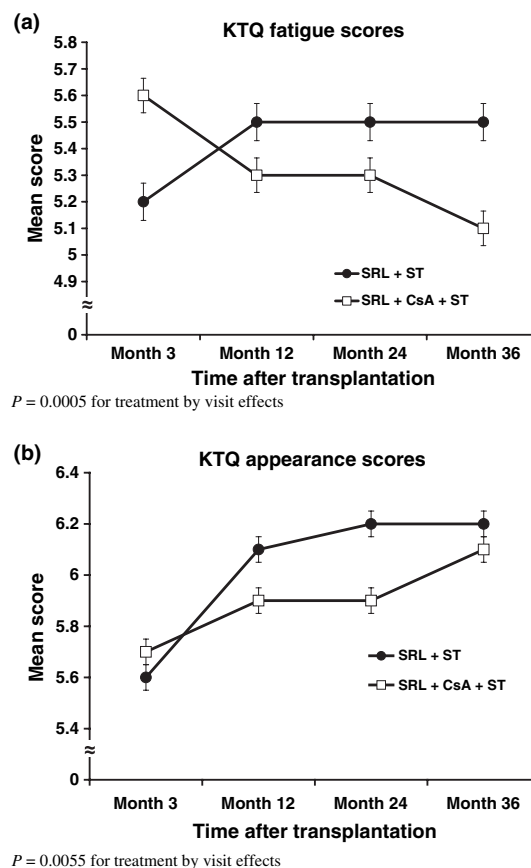 (a)
KTQ fatigue scores
5.8
5.7
5.6
5.5
5.4
5.3
5.2
5.1
5
4.9
≈
0
Mean score
SRL + ST
SRL + CsA + ST
Month 3 Month 12 Month 24 Month 36
Time after transplantation
P = 0.0005 for treatment by visit effects
(b)
KTQ appearance scores
6.4
6.2
6
5.8
5.6
5.4
≈
0
Mean score
SRL + ST
SRL + CsA + ST
Month 3 Month 12 Month 24 Month 36
Time after transplantation
P = 0.0055 for treatment by visit effects